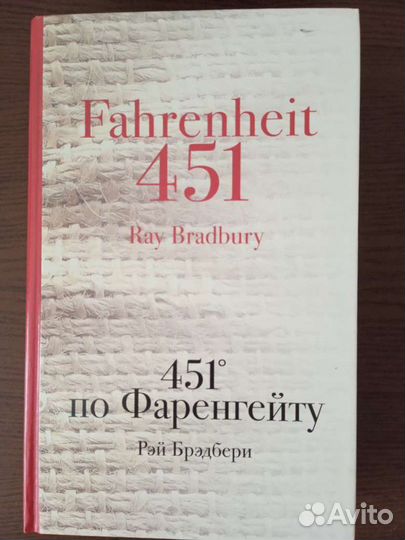 Fahrenheit
451
Ray Bradbury
451°
по Фаренгейту
Рэй Брэдбери
Avito